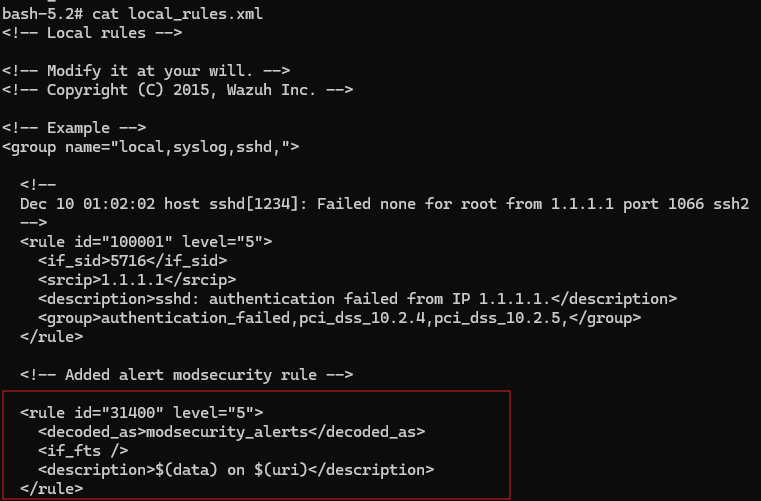 bash-5.2# cat local_rules.xml
<!-- Local rules -->
<!-- Modify it at your will. -->
<!-- Copyright (C) 2015, Wazuh Inc. -->
<!-- Example -->
<group name="local,syslog,sshd,">
<!--
Dec 10 01:02:02 host sshd[1234]: Failed none for root from 1.1.1.1 port 1066 ssh2
-->
<rule id="100001" level="5">
<if_sid>5716</if_sid>
<srcip>1.1.1.1</srcip>
<description>sshd: authentication failed from IP 1.1.1.1.</description>
<group>authentication_failed,pci_dss_10.2.4,pci_dss_10.2.5,</group>
</rule>
<!-- Added alert modsecurity rule -->
<rule id="31400" level="5">
<decoded_as>modsecurity_alerts</decoded_as>
<if_fts />
<description>$(data) on $(uri)</description>
</rule>